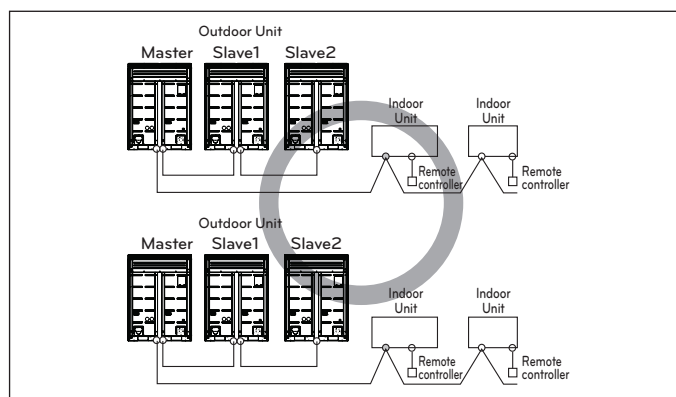 Outdoor Unit
Master Slave1 Slave2
Indoor Unit
Indoor Unit
Remote controller
Remote controller
Outdoor Unit
Master Slave1 Slave2
Indoor Unit
Indoor Unit
Remote controller
Remote controller